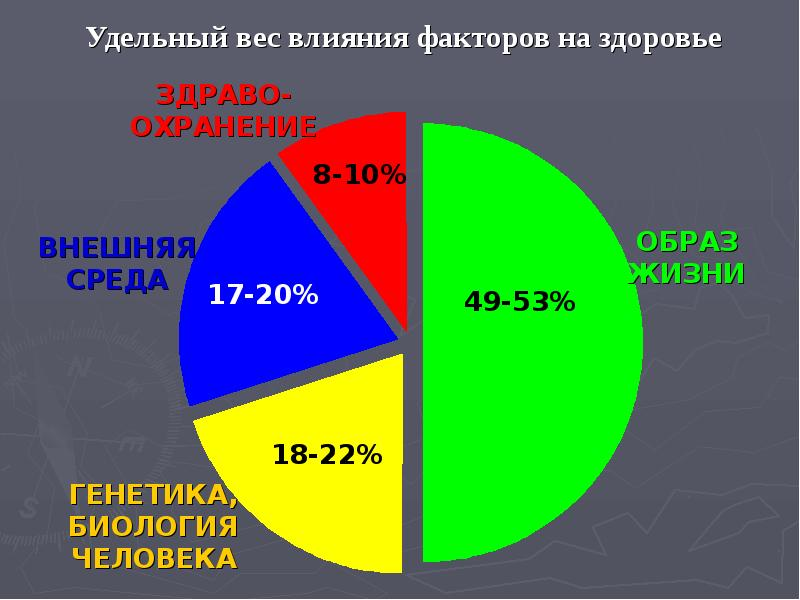 Удельный вес влияния факторов на здоровье
ЗДРАВО-
ОХРАНЕНИЕ
8-10%
ВНЕШНЯЯ
СРЕДА
17-20%
ОБРАЗ
ЖИЗНИ
49-53%
18-22%
ГЕНЕТИКА,
БИОЛОГИЯ
ЧЕЛОВЕКА
N
E
S